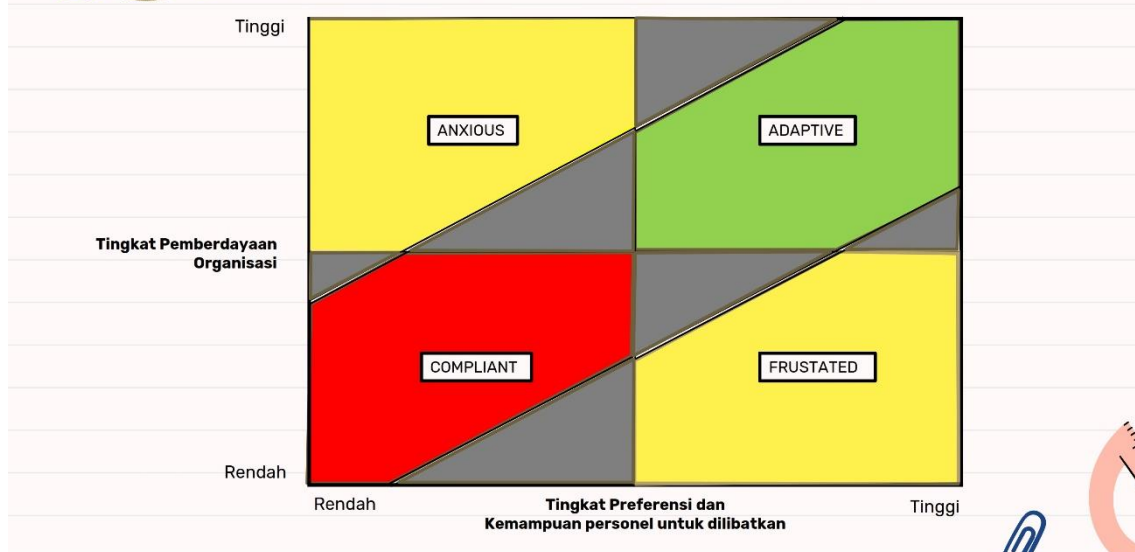 Tinggi
ANXIOUS
ADAPTIVE
Tingkat Pemberdayaan
Organisasi
COMPLIANT
FRUSTATED
Rendah
Rendah
Tingkat Preferensi dan
Kemampuan personel untuk dilibatkan
Tinggi